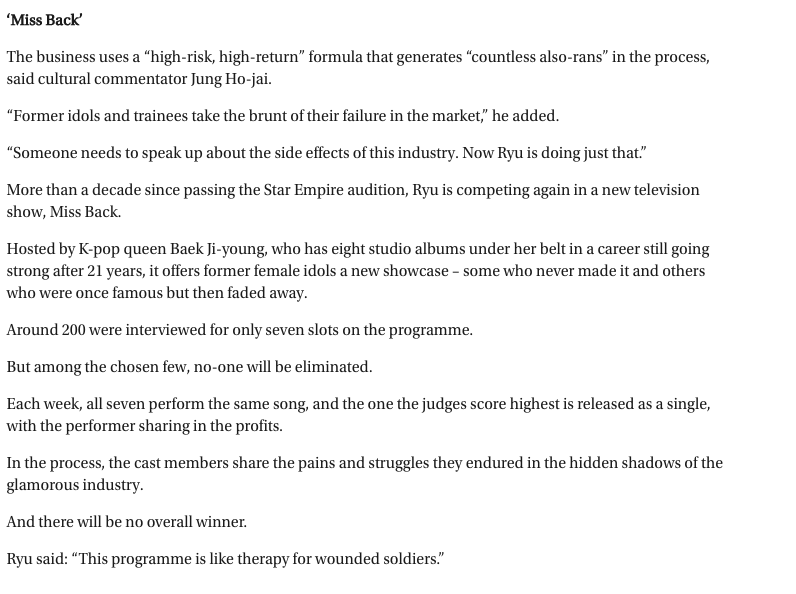 ‘Miss Back’
The business uses a “high-risk, high-return” formula that generates “countless also-rans” in the process,
said cultural commentator Jung Ho-jai.
“Former idols and trainees take the brunt of their failure in the market,” he added.
“Someone needs to speak up about the side effects of this industry. Now Ryu is doing just that.”
More than a decade since passing the Star Empire audition, Ryu is competing again in a new television
show, Miss Back.
Hosted by K-pop queen Baek Ji-young, who has eight studio albums under her belt in a career still going
strong after 21 years, it offers former female idols a new showcase – some who never made it and others
who were once famous but then faded away.
Around 200 were interviewed for only seven slots on the programme.
But among the chosen few, no-one will be eliminated.
Each week, all seven perform the same song, and the one the judges score highest is released as a single,
with the performer sharing in the profits.
In the process, the cast members share the pains and struggles they endured in the hidden shadows of the
glamorous industry.
And there will be no overall winner.
Ryu said: “This programme is like therapy for wounded soldiers.”